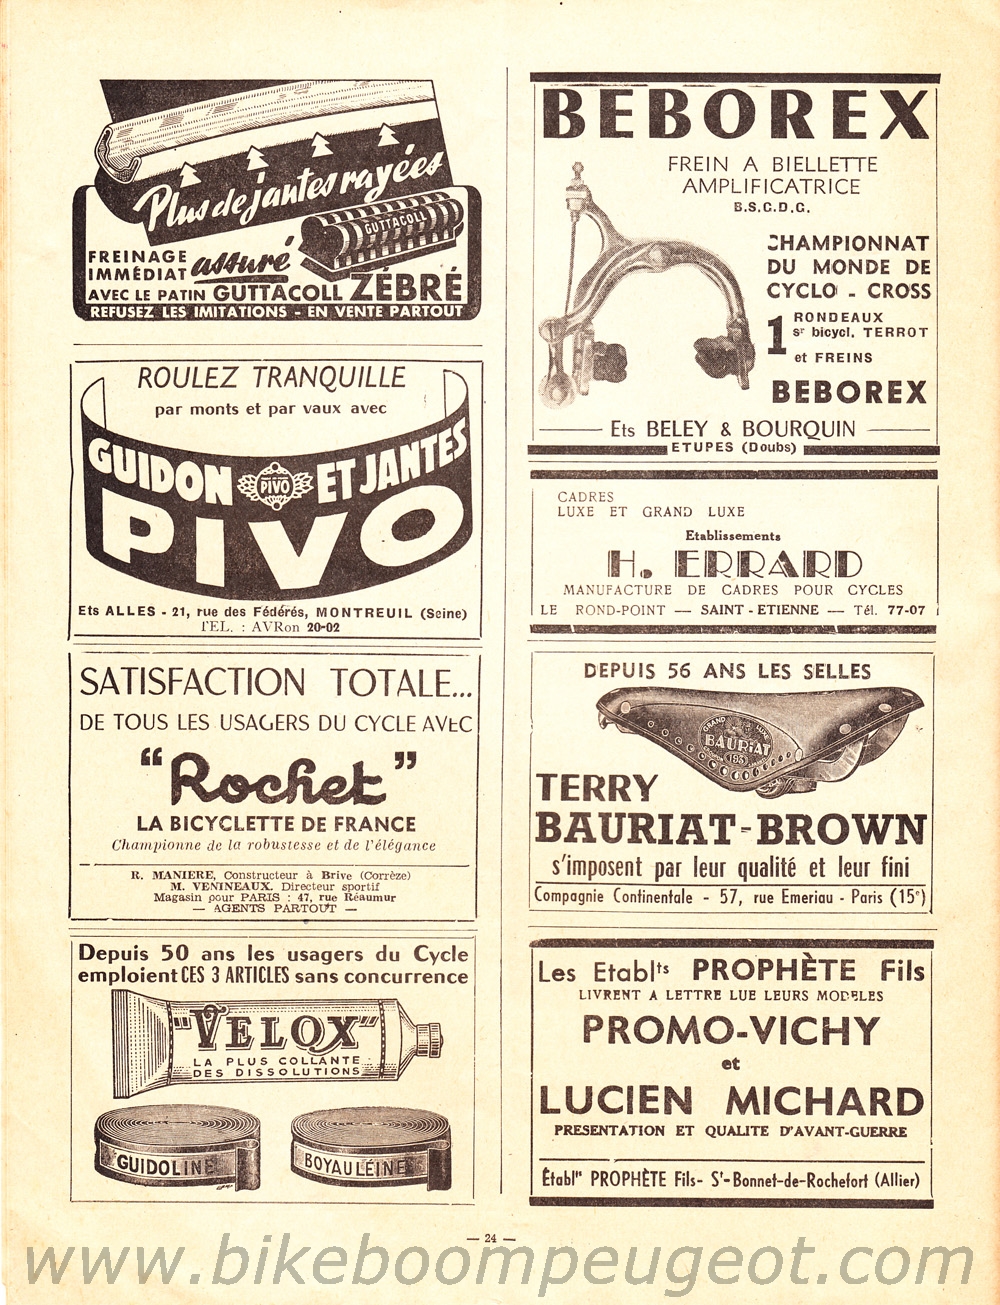 Plus de jantes rayées
GUTTACOLL
FREINAGE
IMMÉDIAT assuré
AVEC LE PATIN GUTTACOLL ZÉBRÉ
REFUSEZ LES IMITATIONS - EN VENTE PARTOUT
ROULEZ TRANQUILLE
par monts et par vaux avec
GUIDON PIVO ET JANTES
PIVO
Ets ALLES - 21, rue des Fédérés, MONTREUIL (Seine)
TEL. : AVRon 20-02
SATISFACTION TOTALE...
DE TOUS LES USAGERS DU CYCLE AVEC
"Rochet"
LA BICYCLETTE DE FRANCE
Championne de la robustesse et de l'élégance
R. MANIERE, Constructeur à Brive (Corrèze)
M. VENINEAUX. Directeur sportif
Magasin pour PARIS : 47, rue Réaumur
— AGENTS PARTOUT —
Depuis 50 ans les usagers du Cycle
emploient CES 3 ARTICLES sans concurrence
"VELOX"
LA PLUS COLLANTE
DES DISSOLUTIONS
GUIDOLINE
BOYAULÉINE
BEBOREX
FREIN A BIELLETTE
AMPLIFICATRICE
B.S.C.D.G.
CHAMPIONNAT
DU MONDE DE
CYCLO - CROSS
1 RONDEAUX
sr bicycl. TERROT
et FREINS
BEBOREX
Ets BELEY & BOURQUIN
ETUPES (Doubs)
CADRES
LUXE ET GRAND LUXE
Etablissements
H. ERRARD
MANUFACTURE DE CADRES POUR CYCLES
LE ROND-POINT — SAINT-ETIENNE — Tél. 77-07
DEPUIS 56 ANS LES SELLES
GRAND LUXE
BAURIAT
193
TERRY
BAURIAT-BROWN
s'imposent par leur qualité et leur fini
Compagnie Continentale - 57, rue Emeriau - Paris (15e)
Les Etablts PROPHÈTE Fils
LIVRENT A LETTRE LUE LEURS MODELES
PROMO-VICHY
et
LUCIEN MICHARD
PRESENTATION ET QUALITE D'AVANT-GUERRE
Établts PROPHÈTE Fils- St-Bonnet-de-Rochefort (Allier)
— 24 —
www.bikeboompeugeot.com